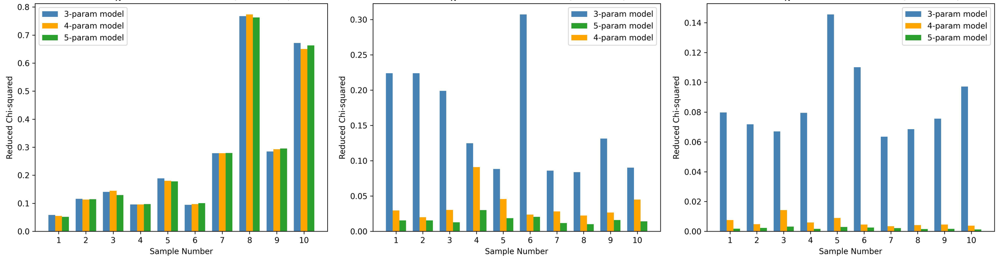 0.8
0.7
0.6
0.5
0.4
0.3
0.2
0.1
0.0
Reduced Chi-squared
3-param model
4-param model
5-param model
1 2 3 4 5 6 7 8 9 10
Sample Number
0.30
0.25
0.20
0.15
0.10
0.05
0.00
Reduced Chi-squared
3-param model
5-param model
4-param model
1 2 3 4 5 6 7 8 9 10
Sample Number
0.14
0.12
0.10
0.08
0.06
0.04
0.02
0.00
Reduced Chi-squared
3-param model
4-param model
5-param model
1 2 3 4 5 6 7 8 9 10
Sample Number